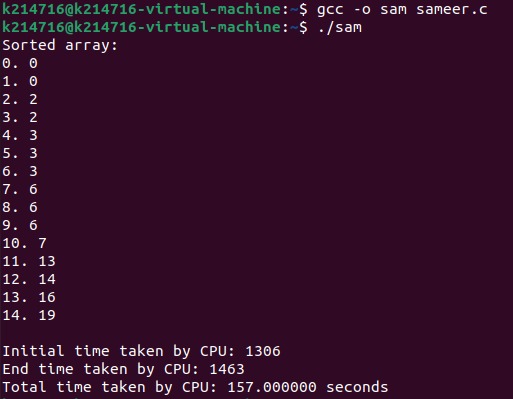 k214716@k214716-virtual-machine:~$ gcc -o sam sameer.c
k214716@k214716-virtual-machine:~$ ./sam
Sorted array:
0. 0
1. 0
2. 2
3. 2
4. 3
5. 3
6. 3
7. 6
8. 6
9. 6
10. 7
11. 13
12. 14
13. 16
14. 19
Initial time taken by CPU: 1306
End time taken by CPU: 1463
Total time taken by CPU: 157.000000 seconds